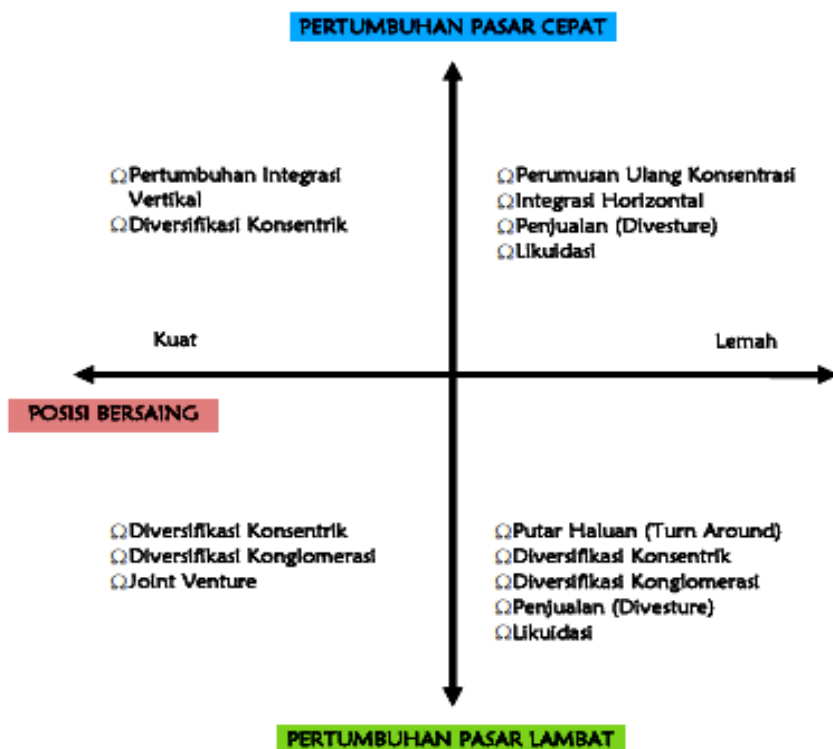 PERTUMBUHAN PASAR CEPAT
ΩPertumbuhan Integrasi
Vertikal
ΩDiversifikasi Konsentrik
ΩPerumusan Ulang Konsentrasi
ΩIntegrasi Horizontal
ΩPenjualan (Divesture)
ΩLikuidasi
Kuat
Lemah
POSISI BERSAING
ΩDiversifikasi Konsentrik
ΩDiversifikasi Konglomerasi
ΩJoint Venture
ΩPutar Haluan (Turn Around)
ΩDiversifikasi Konsentrik
ΩDiversifikasi Konglomerasi
ΩPenjualan (Divesture)
ΩLikuidasi
PERTUMBUHAN PASAR LAMBAT